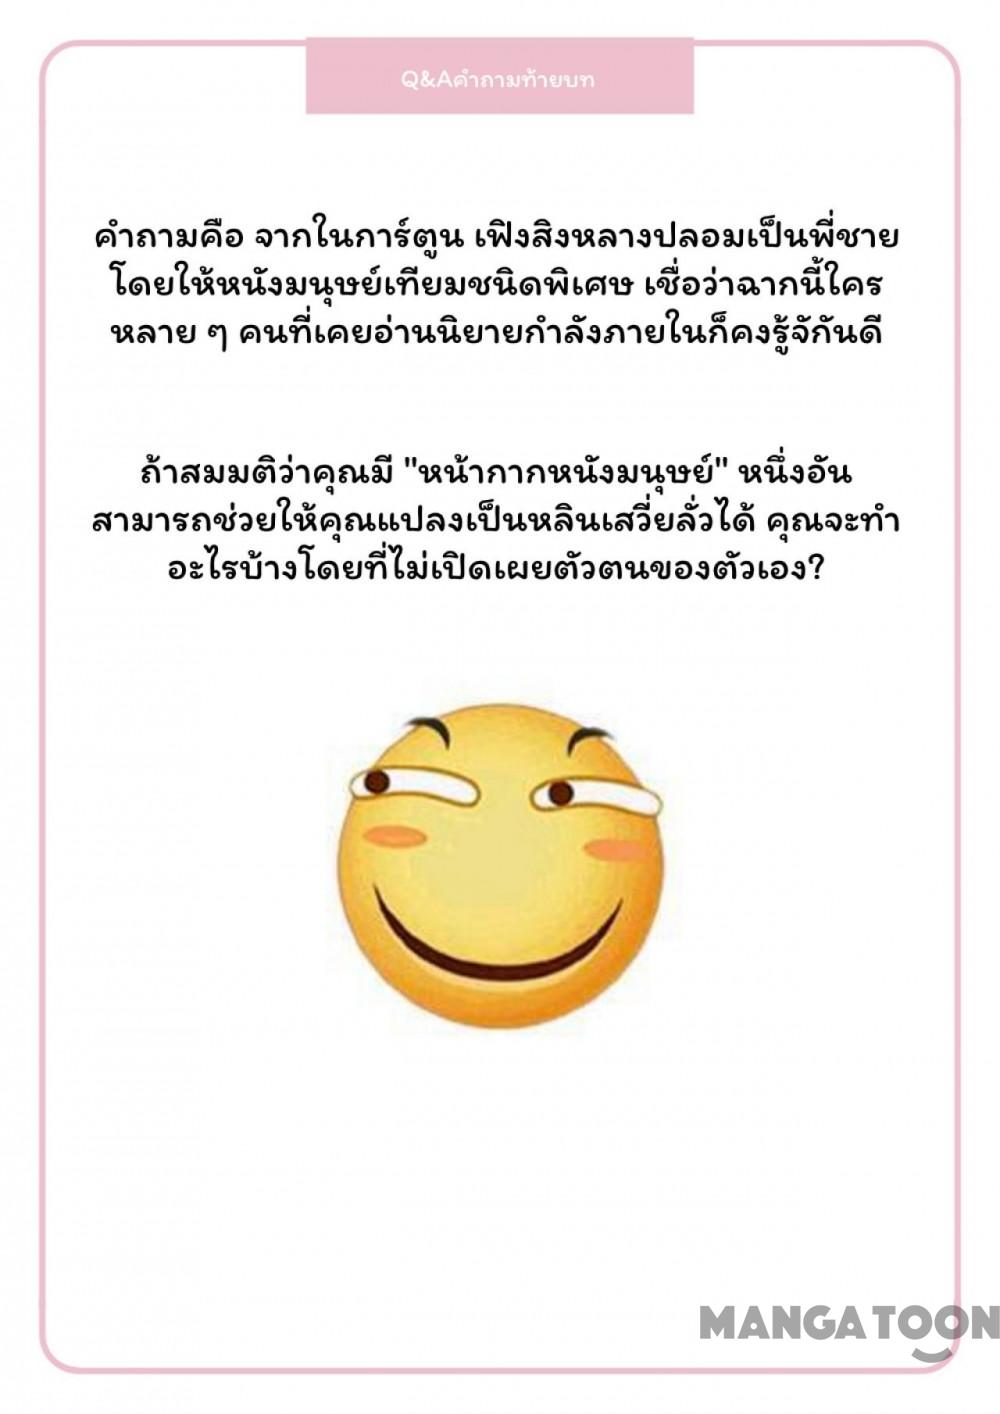 Q&Aคำถามท้ายบท
คำถามคือ จากในการ์ตูน เฟิงสิงหลางปลอมเป็นพี่ชาย
โดยให้หนังมนุษย์เทียมชนิดพิเศษ เชื่อว่าฉากนี้ใคร
หลาย ๆ คนที่เคยอ่านนิยายกำลังภายในก็คงรู้จักันดี
ถ้าสมมติว่าคุณมี "หน้ากากหนังมนุษย์" หนึ่งอัน
สามารถช่วยให้คุณแปลงเป็นหลินเสวี่ยลั่วได้ คุณจะทำ
อะไรบ้างโดยที่ไม่เปิดเผยตัวตนของตัวเอง?
MANGATOON